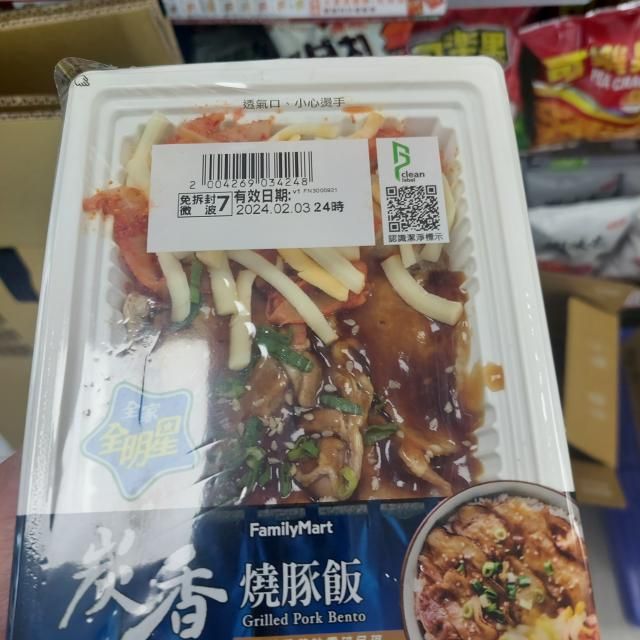 透氣口、小心燙手
clean
label
2 004269 034248
免拆封
微波 7
有效日期:
V1 FN3000921
2024.02.03 24時
認識潔淨標示
全家
全明星
FamilyMart
炭香
燒豚飯
Grilled Pork Bento